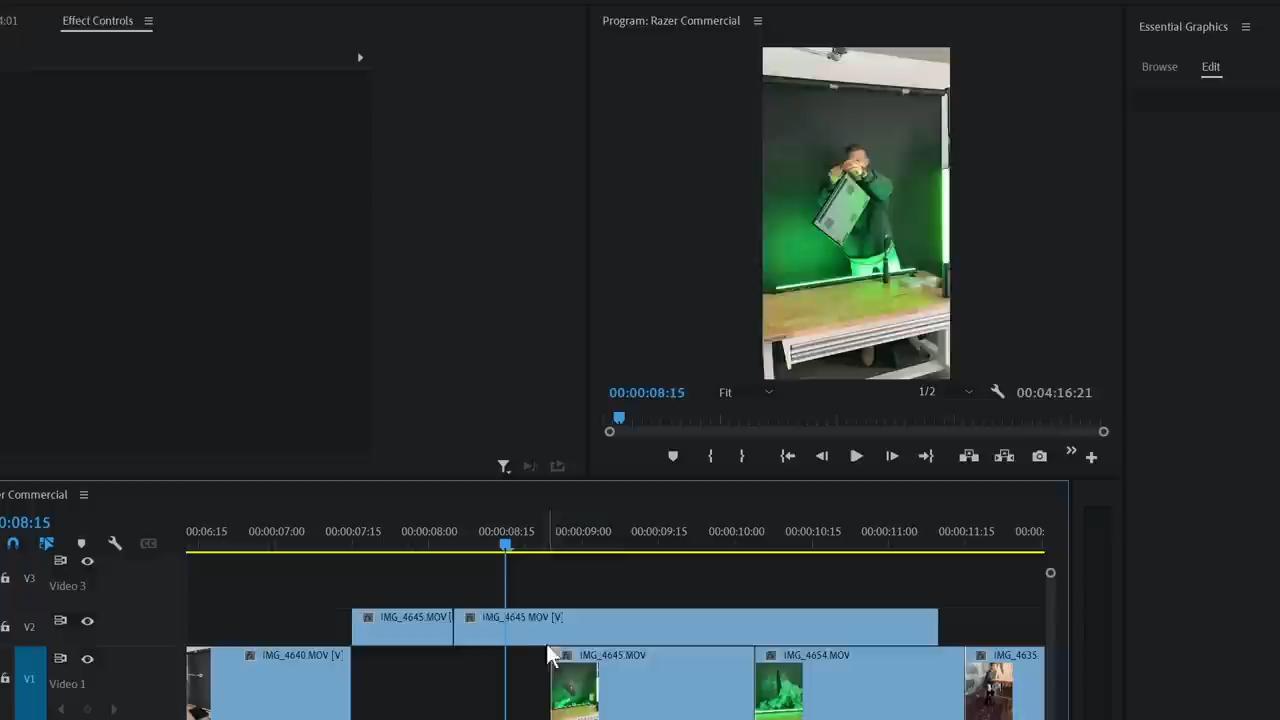 4:01
Effect Controls
Program: Razer Commercial
Essential Graphics
Browse
Edit
00:00:08:15
Fit
1/2
00:04:16:21
er Commercial
0:08:15
00:06:15
00:00:07:00
00:00:07:15
00:00:08:00
00:00:08:15
00:00:09:00
00:00:09:15
00:00:10:00
00:00:10:15
00:00:11:00
00:00:11:15
00:00:
V3
Video 3
V2
IMG_4645.MOV [
IMG_4645 MOV [V]
V1
Video 1
IMG_4640.MOV [V]
IMG_4645.MOV
IMG_4654.MOV
IMG_4635